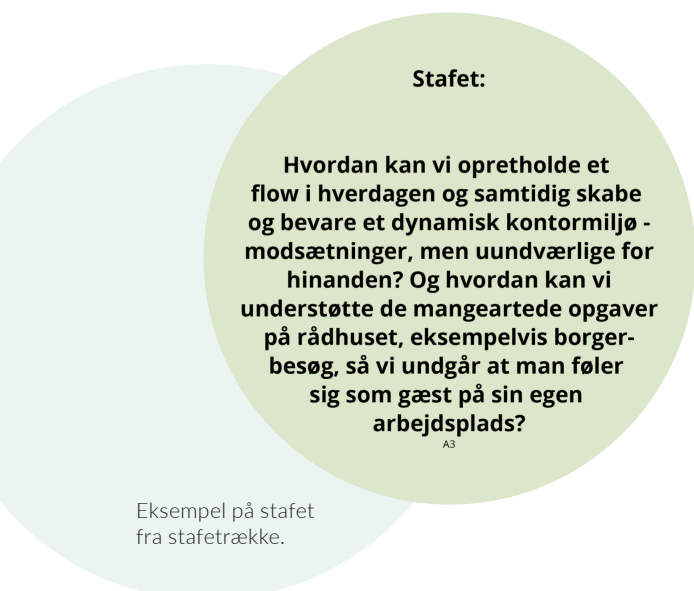 Stafet:
Hvordan kan vi opretholde et
flow i hverdagen og samtidig skabe
og bevare et dynamisk kontormiljø -
modsætninger, men uundværlige for
hinanden? Og hvordan kan vi
understøtte de mangeartede opgaver
på rådhuset, eksempelvis borger-
besøg, så vi undgår at man føler
sig som gæst på sin egen
arbejdsplads?
A3
Eksempel på stafet
fra stafetrække.